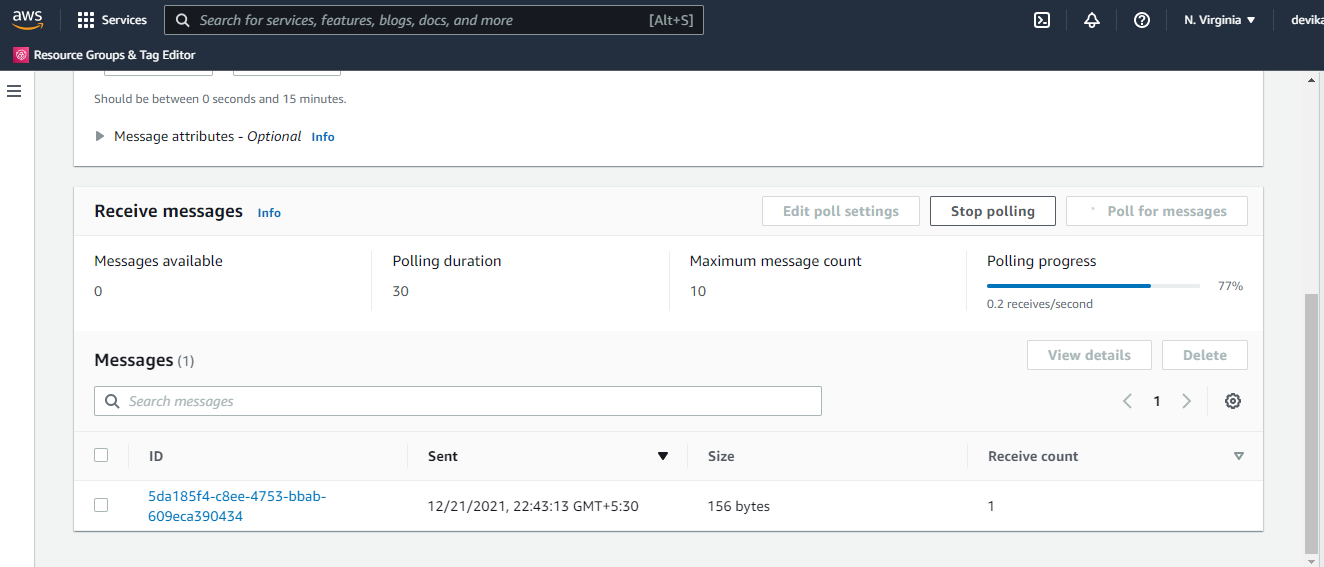 aws
Services
Search for services, features, blogs, docs, and more
[Alt+S]
N. Virginia ▼
devika
Resource Groups & Tag Editor
Should be between 0 seconds and 15 minutes.
Message attributes - Optional Info
Receive messages Info
Edit poll settings
Stop polling
Poll for messages
Messages available
0
Polling duration
30
Maximum message count
10
Polling progress
77%
0.2 receives/second
Messages (1)
View details
Delete
Search messages
1
ID
Sent
Size
Receive count
5da185f4-c8ee-4753-bbab-
609eca390434
12/21/2021, 22:43:13 GMT+5:30
156 bytes
1